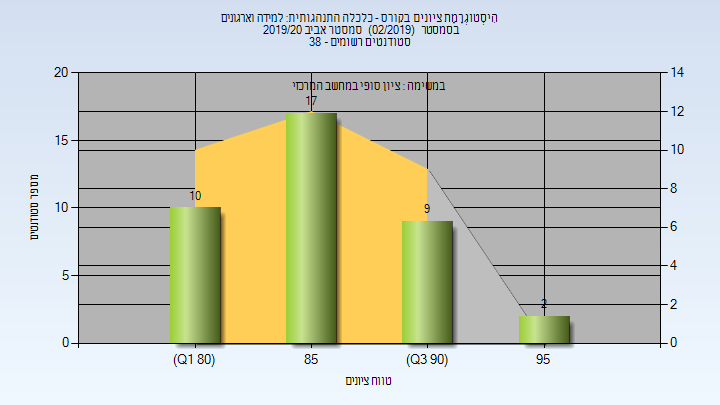 היסטוגרמת ציונים בקורס - כלכלה התנהגותית: למידה וארגונים
בסמסטר (02/2019) סמסטר אביב 2019/20
סטודנטים רשומים - 38
במשימה : ציון סופי במחשב המרכזי
20
15
10
5
0
מספר סטודנטים
14
12
10
8
6
4
2
0
10
17
9
2
(Q1 80)
85
(Q3 90)
95
טווח ציונים